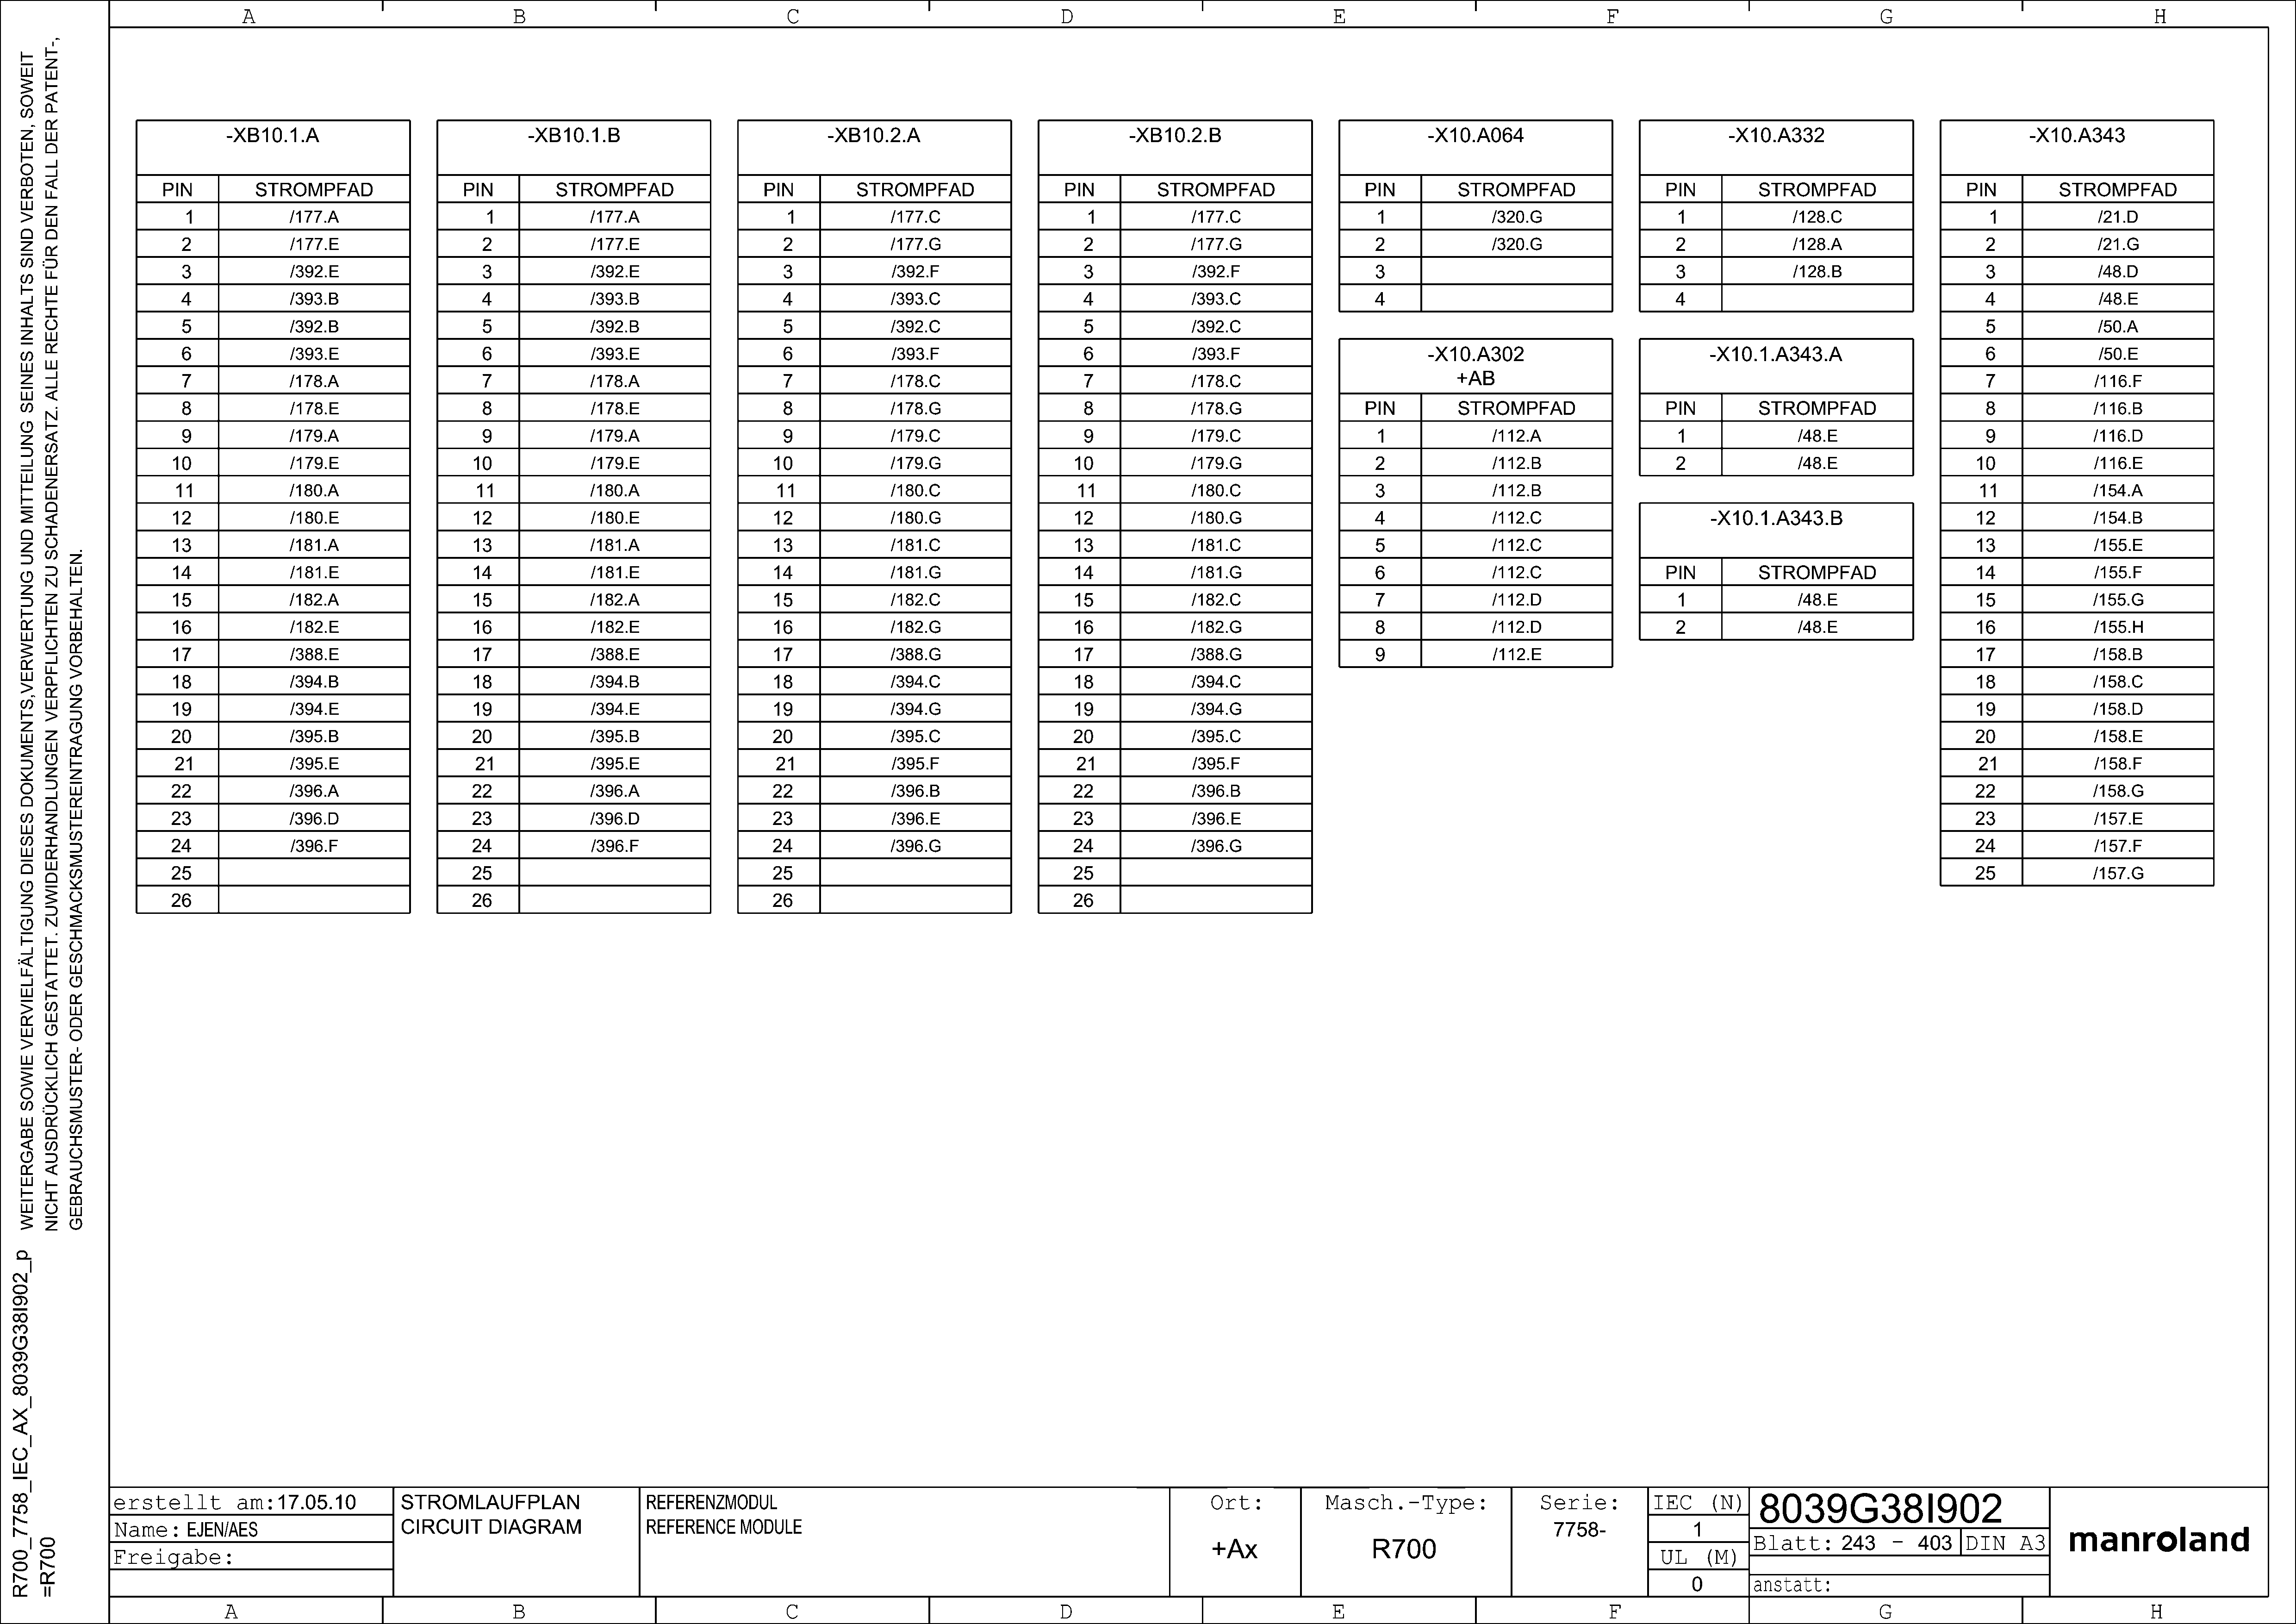 A B C D E F G H
-XB10.1.A -XB10.1.B -XB10.2.A -XB10.2.B -X10.A064 -X10.A332 -X10.A343
PIN STROMPFAD PIN STROMPFAD PIN STROMPFAD PIN STROMPFAD PIN STROMPFAD PIN STROMPFAD PIN STROMPFAD
1 /177.A 1 /177.A 1 /177.C 1 /177.C 1 /320.G 1 /128.C 1 /21.D
2 /177.E 2 /177.E 2 /177.G 2 /177.G 2 /320.G 2 /128.A 2 /21.G
3 /392.E 3 /392.E 3 /392.F 3 /392.F 3 3 /128.B 3 /48.D
4 /393.B 4 /393.B 4 /393.C 4 /393.C 4 4 4 /48.E
5 /392.B 5 /392.B 5 /392.C 5 /392.C 5 /50.A
6 /393.E 6 /393.E 6 /393.F 6 /393.F -X10.A302 -X10.1.A343.A 6 /50.E
7 /178.A 7 /178.A 7 /178.C 7 /178.C +AB 7 /116.F
8 /178.E 8 /178.E 8 /178.G 8 /178.G PIN STROMPFAD PIN STROMPFAD 8 /116.B
9 /179.A 9 /179.A 9 /179.C 9 /179.C 1 /112.A 1 /48.E 9 /116.D
10 /179.E 10 /179.E 10 /179.G 10 /179.G 2 /112.B 2 /48.E 10 /116.E
11 /180.A 11 /180.A 11 /180.C 11 /180.C 3 /112.B 11 /154.A
12 /180.E 12 /180.E 12 /180.G 12 /180.G 4 /112.C -X10.1.A343.B 12 /154.B
13 /181.A 13 /181.A 13 /181.C 13 /181.C 5 /112.C 13 /155.E
14 /181.E 14 /181.E 14 /181.G 14 /181.G 6 /112.C PIN STROMPFAD 14 /155.F
15 /182.A 15 /182.A 15 /182.C 15 /182.C 7 /112.D 1 /48.E 15 /155.G
16 /182.E 16 /182.E 16 /182.G 16 /182.G 8 /112.D 2 /48.E 16 /155.H
17 /388.E 17 /388.E 17 /388.G 17 /388.G 9 /112.E 17 /158.B
18 /394.B 18 /394.B 18 /394.C 18 /394.C 18 /158.C
19 /394.E 19 /394.E 19 /394.G 19 /394.G 19 /158.D
20 /395.B 20 /395.B 20 /395.C 20 /395.C 20 /158.E
21 /395.E 21 /395.E 21 /395.F 21 /395.F 21 /158.F
22 /396.A 22 /396.A 22 /396.B 22 /396.B 22 /158.G
23 /396.D 23 /396.D 23 /396.E 23 /396.E 23 /157.E
24 /396.F 24 /396.F 24 /396.G 24 /396.G 24 /157.F
25 25 25 25 25 /157.G
26 26 26 26
WEITERGABE SOWIE VERVIELFÄLTIGUNG DIESES DOKUMENTS,VERWERTUNG UND MITTEILUNG SEINES INHALTS SIND VERBOTEN, SOWEIT
NICHT AUSDRÜCKLICH GESTATTET. ZUWIDERHANDLUNGEN VERPFLICHTEN ZU SCHADENERSATZ. ALLE RECHTE FÜR DEN FALL DER PATENT-,
GEBRAUCHSMUSTER- ODER GESCHMACKSMUSTEREINTRAGUNG VORBEHALTEN.
R700_7758_IEC_AX_8039G38I902_p
=R700
erstellt am:17.05.10 STROMLAUFPLAN REFERENZMODUL Ort: Masch.-Type: Serie: IEC (N) 8039G38I902
Name: EJEN/AES CIRCUIT DIAGRAM REFERENCE MODULE 7758- 1
Freigabe: +Ax R700 UL (M) Blatt: 243 - 403 DIN A3 manroland
0 anstatt:
A B C D E F G H